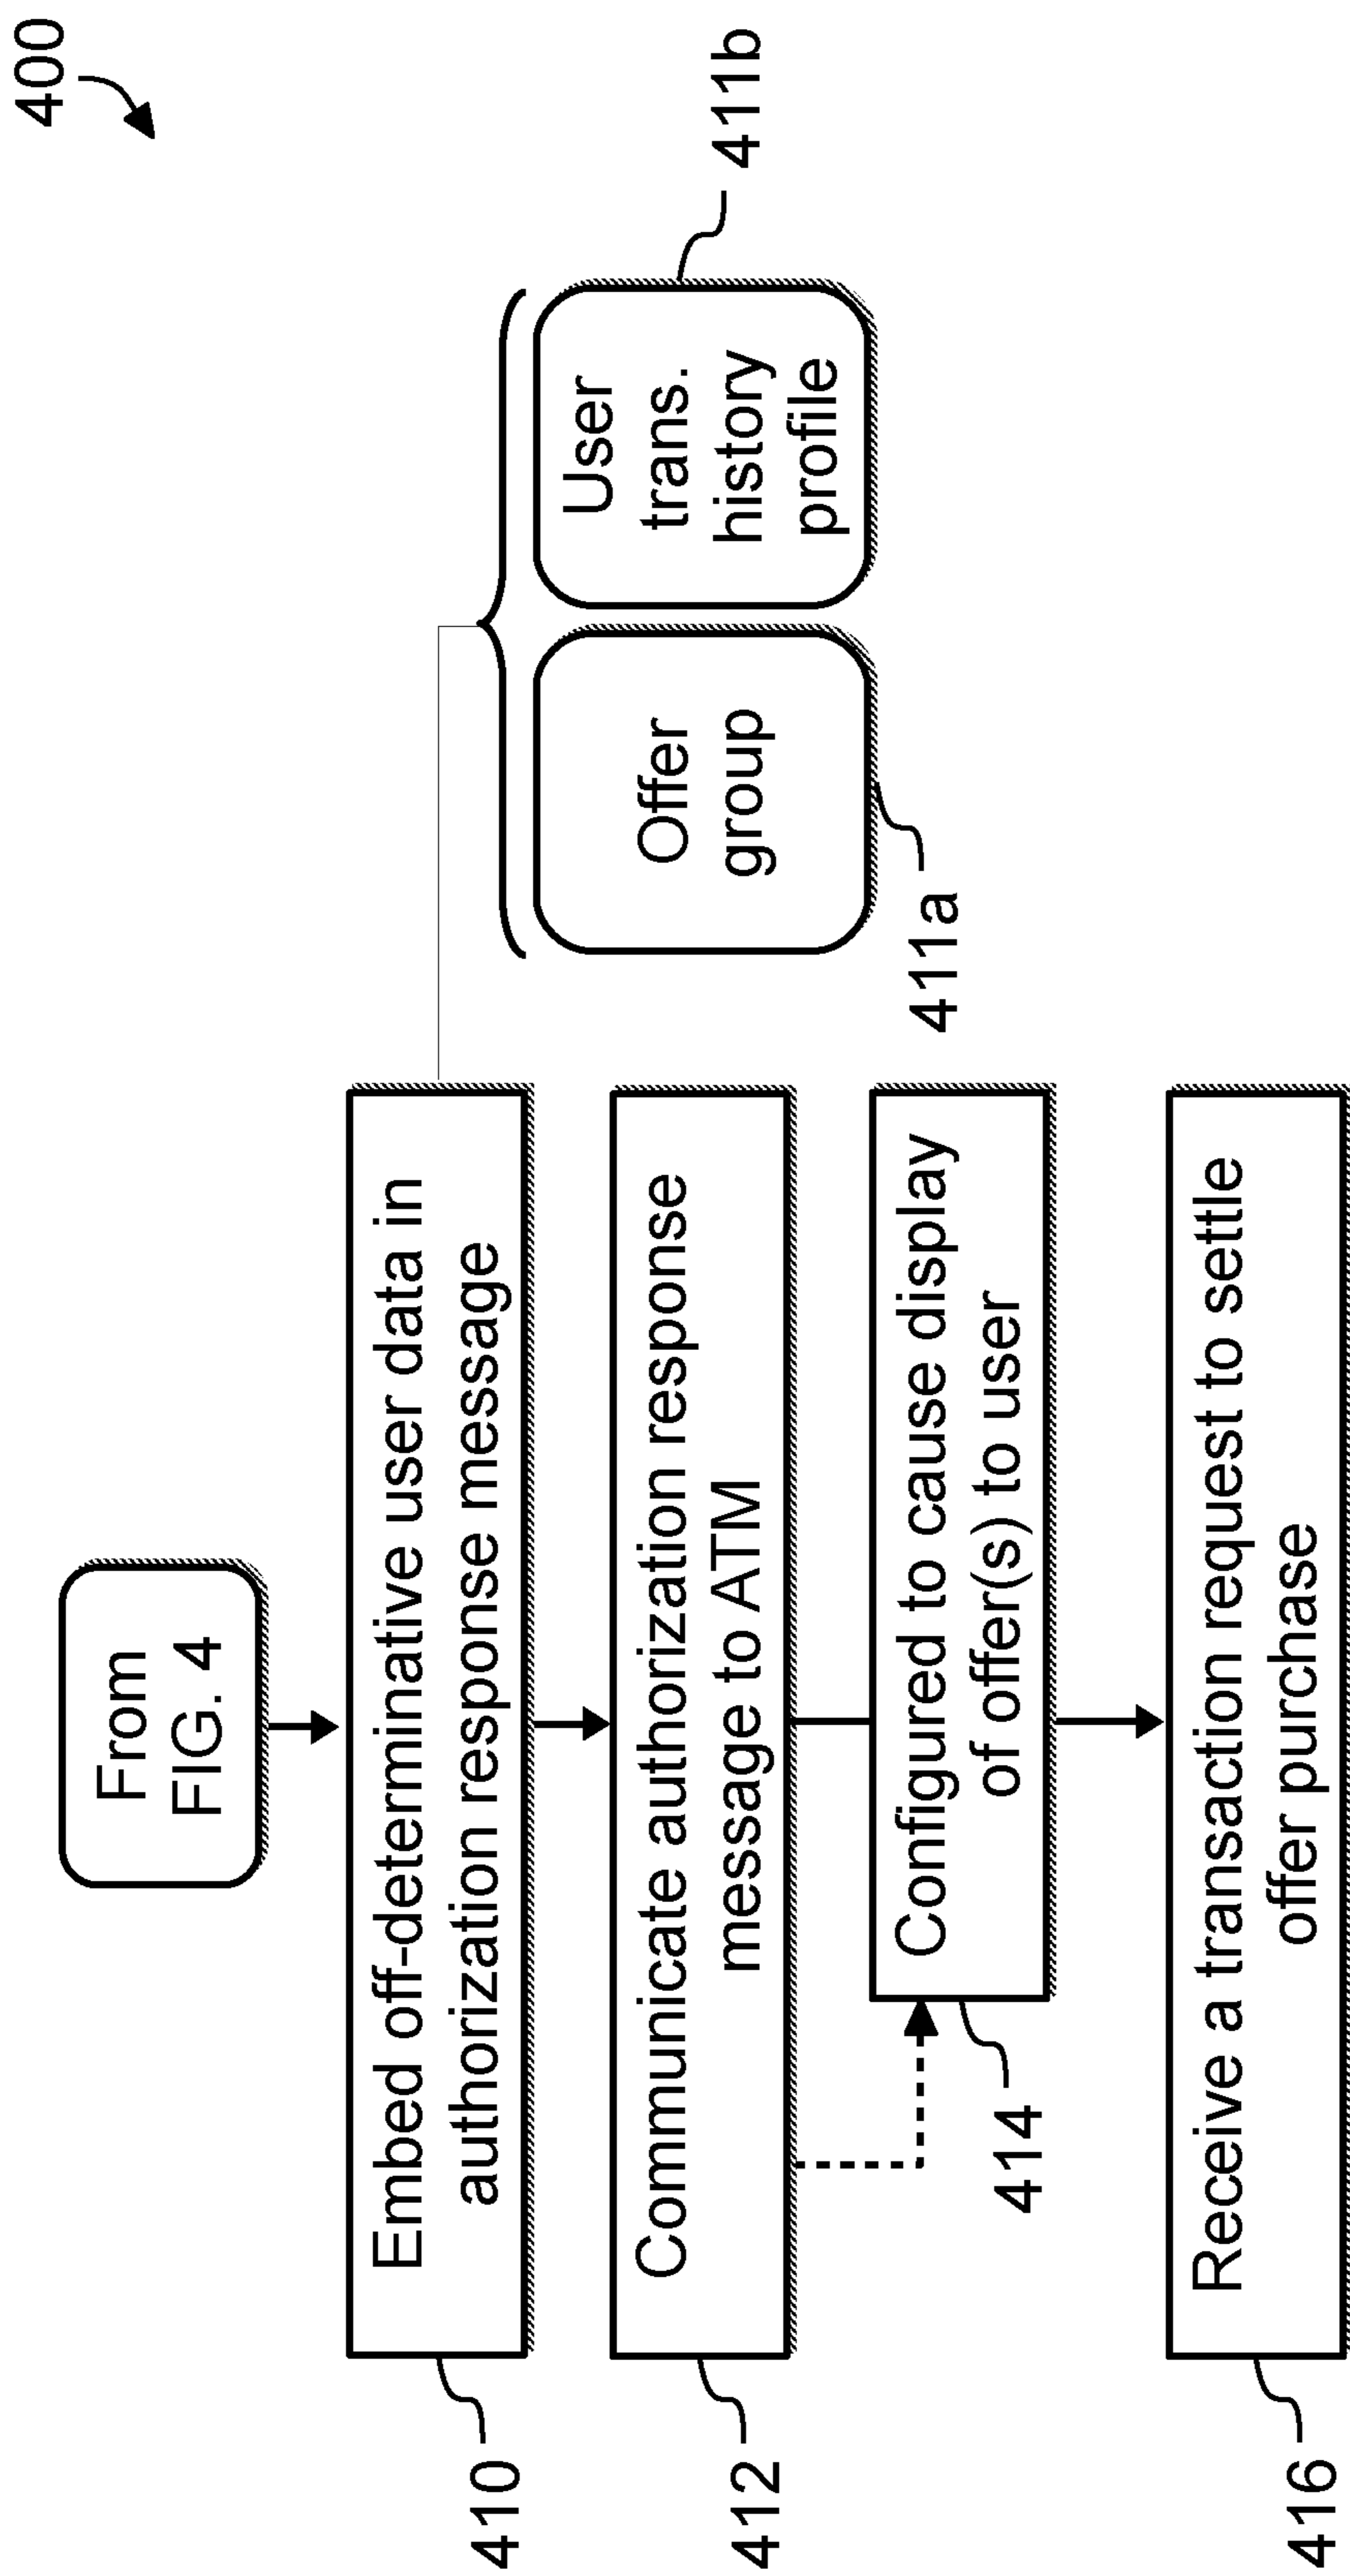 400
From
FIG. 4
410
Embed off-determinative user data in
authorization response message
User
trans.
history
profile
411b
Offer
group
411a
412
Communicate authorization response
message to ATM
414
Configured to cause display
of offer(s) to user
416
Receive a transaction request to settle
offer purchase